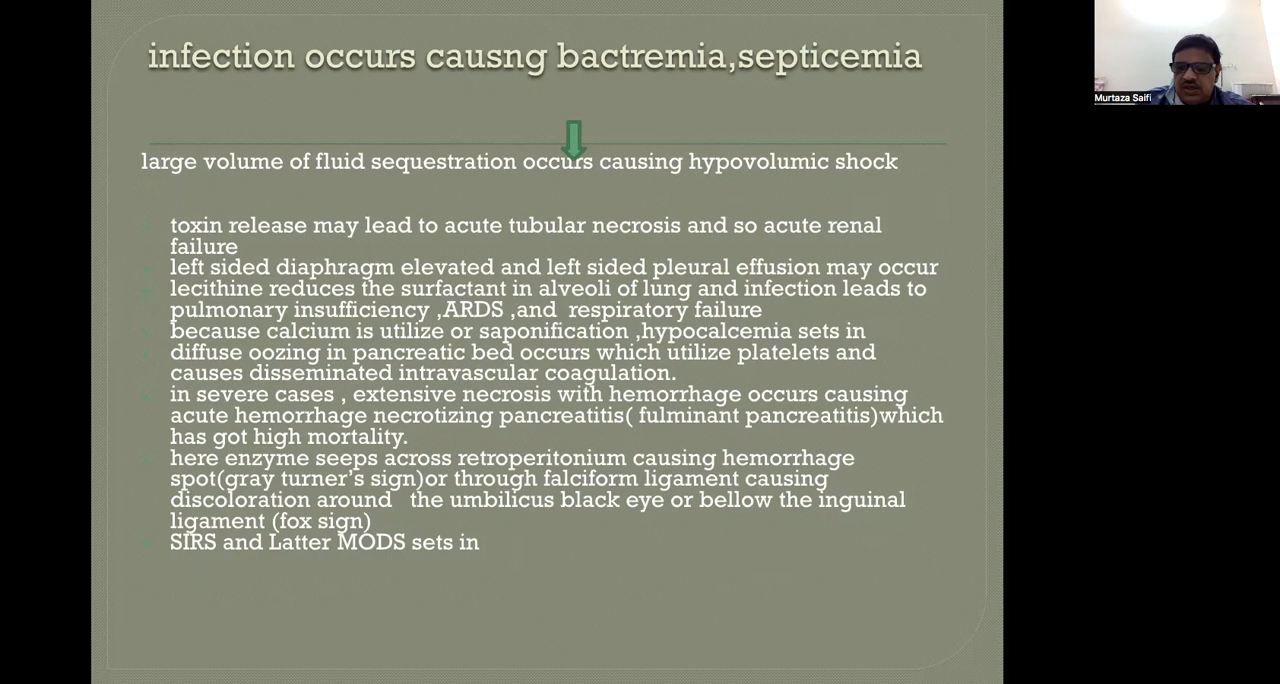 infection occurs causng bactremia,septicemia
Murtaza Saifi
large volume of fluid sequestration occurs causing hypovolumic shock
toxin release may lead to acute tubular necrosis and so acute renal
failure
left sided diaphragm elevated and left sided pleural effusion may occur
lecithine reduces the surfactant in alveoli of lung and infection leads to
pulmonary insufficiency ,ARDS ,and respiratory failure
because calcium is utilize or saponification ,hypocalcemia sets in
diffuse oozing in pancreatic bed occurs which utilize platelets and
causes disseminated intravascular coagulation.
in severe cases , extensive necrosis with hemorrhage occurs causing
acute hemorrhage necrotizing pancreatitis( fulminant pancreatitis)which
has got high mortality.
here enzyme seeps across retroperitonium causing hemorrhage
spot(gray turner's sign)or through falciform ligament causing
discoloration around the umbilicus black eye or bellow the inguinal
ligament (fox sign)
SIRS and Latter MODS sets in